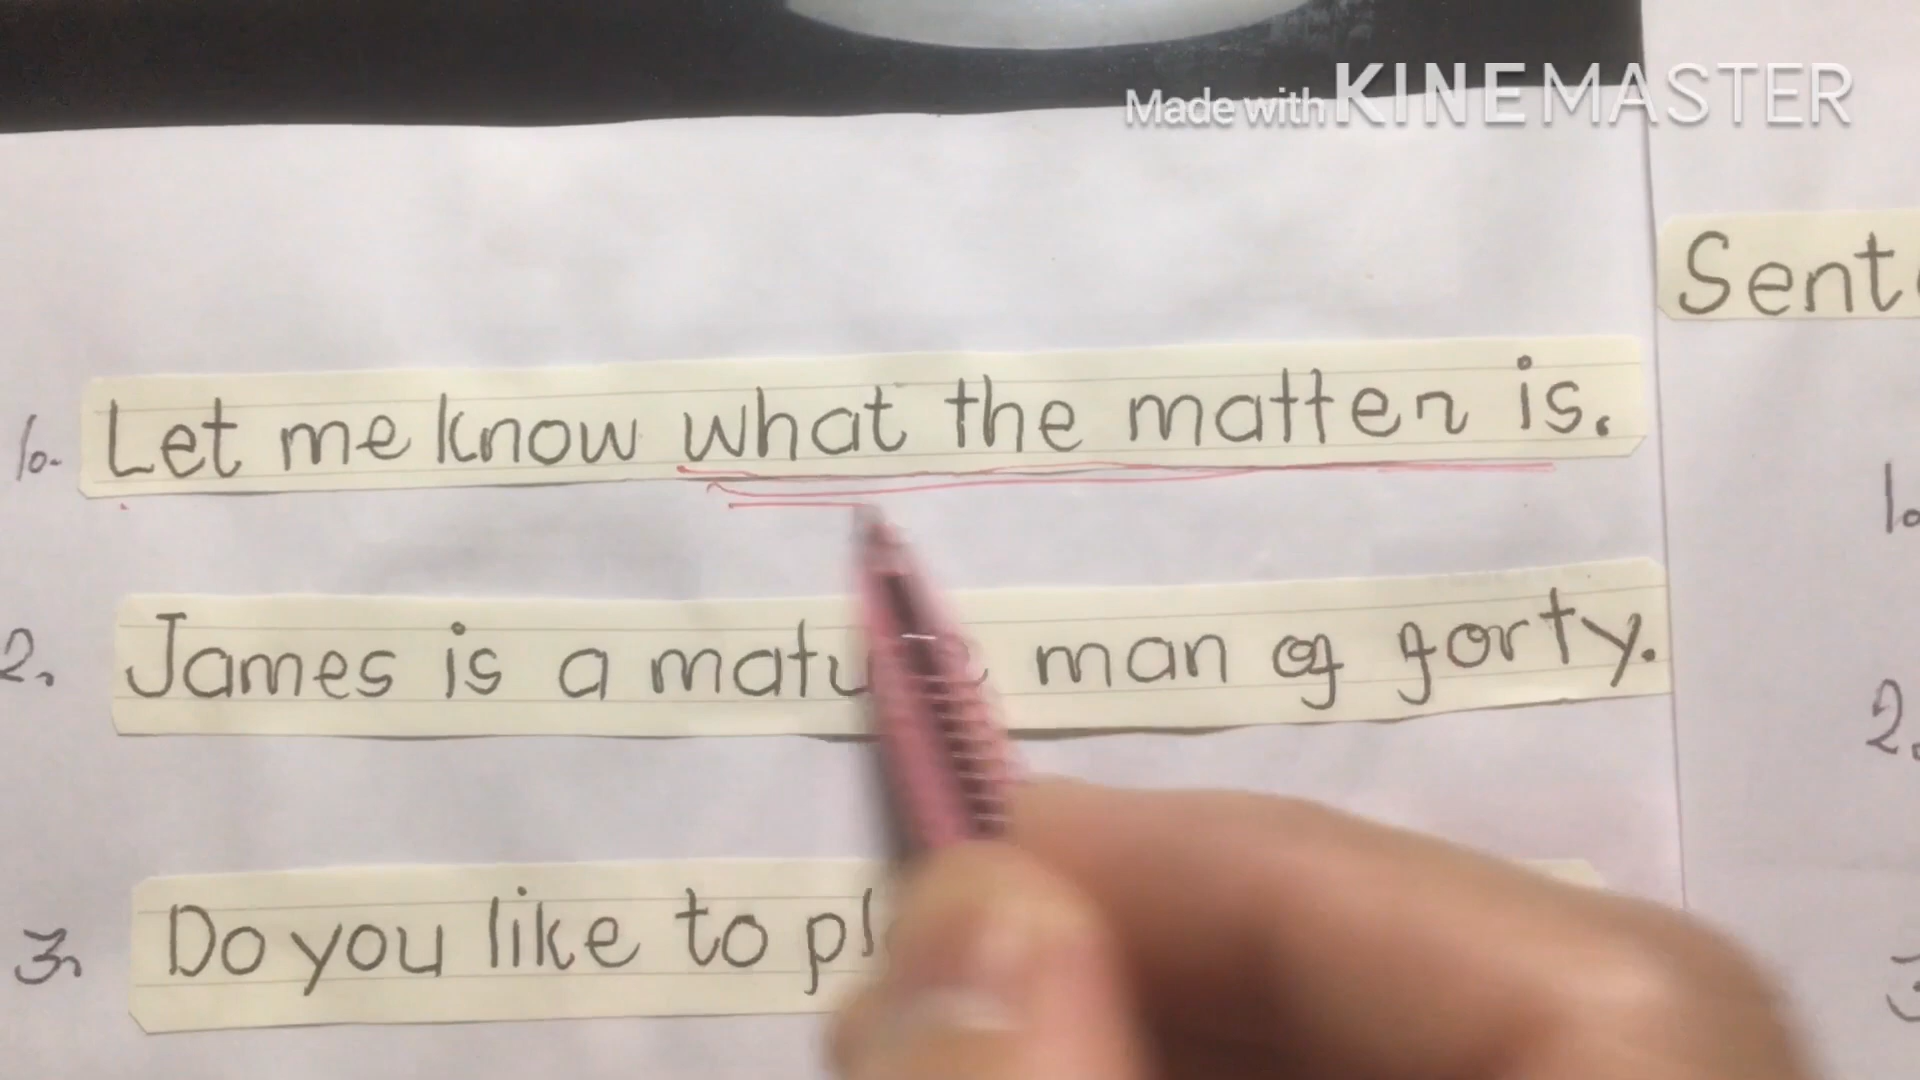 Made with KINEMASTER
Sent
1. Let me know what the matter is.
1.
2. James is a man of forty.
2.
3. Do you like to